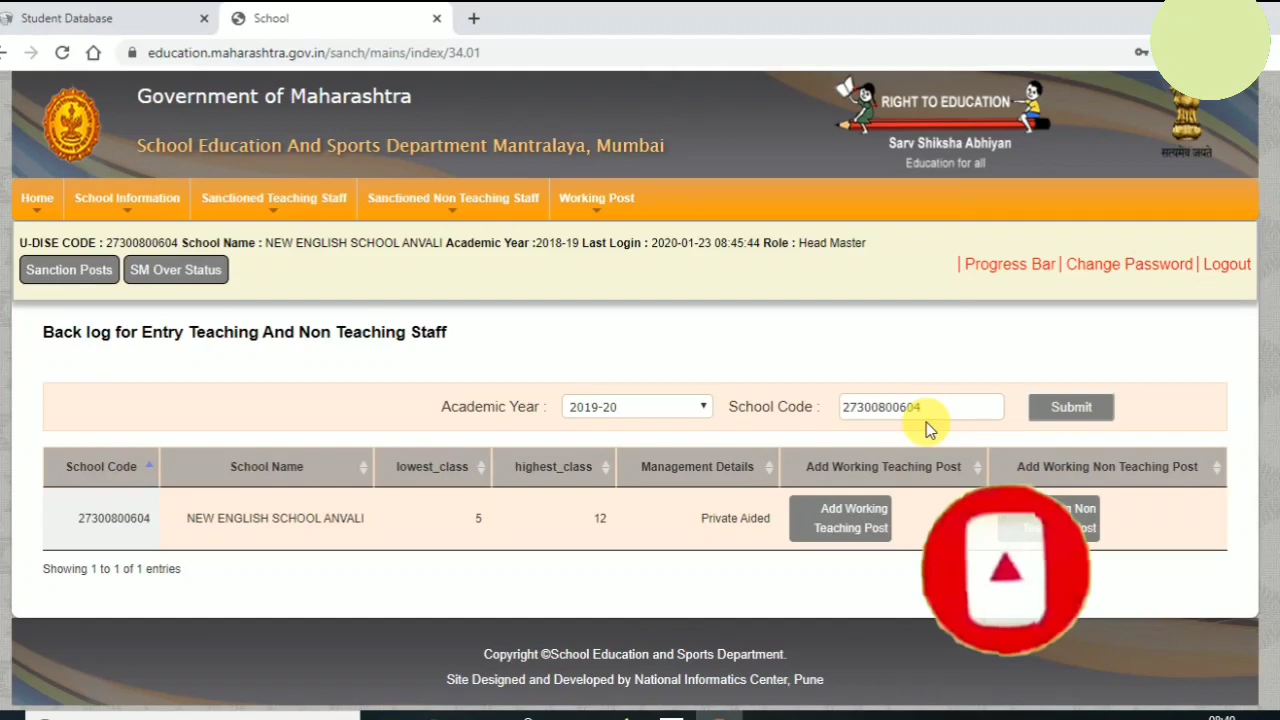 Student Database × School × +
education.maharashtra.gov.in/sanch/mains/index/34.01
Government of Maharashtra
School Education And Sports Department Mantralaya, Mumbai
RIGHT TO EDUCATION
Sarv Shiksha Abhiyan
Education for all
सत्यमेव जयते
Home School Information Sanctioned Teaching Staff Sanctioned Non Teaching Staff Working Post
U-DISE CODE : 27300800604 School Name : NEW ENGLISH SCHOOL ANVALI Academic Year :2018-19 Last Login : 2020-01-23 08:45:44 Role : Head Master
Sanction Posts SM Over Status
| Progress Bar | Change Password | Logout
Back log for Entry Teaching And Non Teaching Staff
Academic Year : 2019-20 School Code : 27300800604 Submit
School Code School Name lowest_class highest_class Management Details Add Working Teaching Post Add Working Non Teaching Post
27300800604 NEW ENGLISH SCHOOL ANVALI 5 12 Private Aided Add Working Teaching Post
Showing 1 to 1 of 1 entries
Copyright ©School Education and Sports Department.
Site Designed and Developed by National Informatics Center, Pune